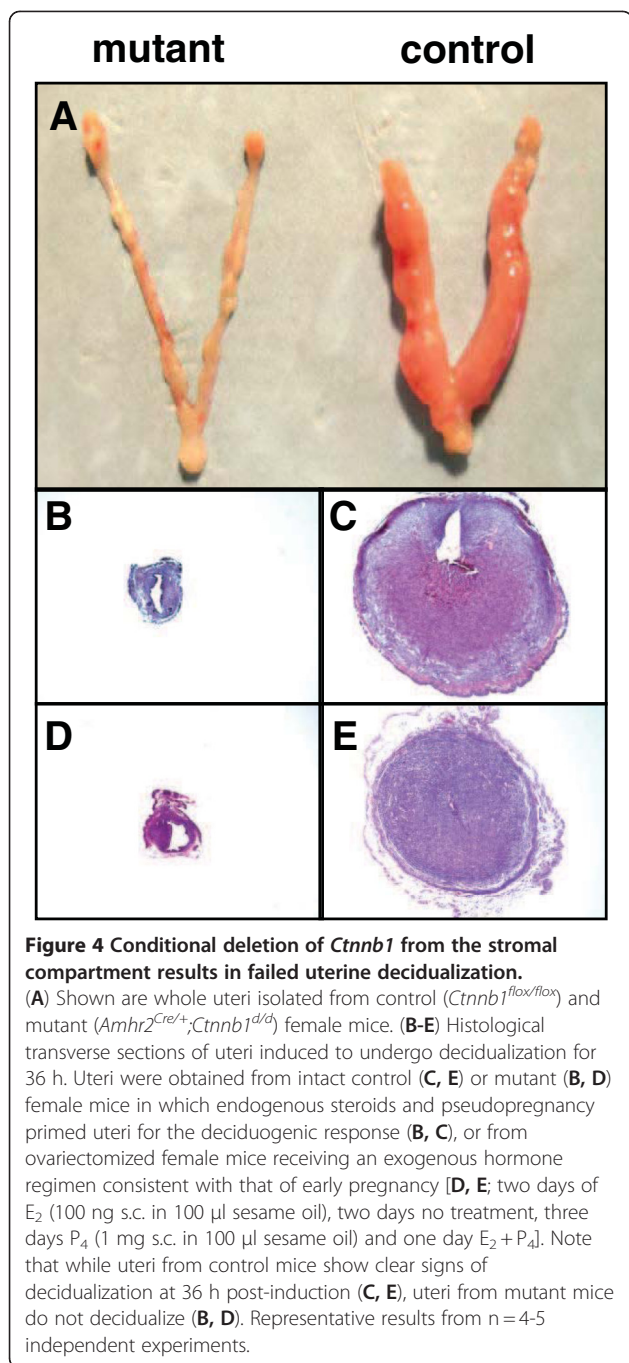 mutant control
A
B C
D E
Figure 4 Conditional deletion of Ctnnb1 from the stromal
compartment results in failed uterine decidualization.
(A) Shown are whole uteri isolated from control (Ctnnb1flox/flox) and
mutant (Amhr2Cre/+;Ctnnb1d/d) female mice. (B-E) Histological
transverse sections of uteri induced to undergo decidualization for
36 h. Uteri were obtained from intact control (C, E) or mutant (B, D)
female mice in which endogenous steroids and pseudopregnancy
primed uteri for the deciduogenic response (B, C), or from
ovariectomized female mice receiving an exogenous hormone
regimen consistent with that of early pregnancy [D, E; two days of
E2 (100 ng s.c. in 100 μl sesame oil), two days no treatment, three
days P4 (1 mg s.c. in 100 μl sesame oil) and one day E2 + P4]. Note
that while uteri from control mice show clear signs of
decidualization at 36 h post-induction (C, E), uteri from mutant mice
do not decidualize (B, D). Representative results from n = 4-5
independent experiments.